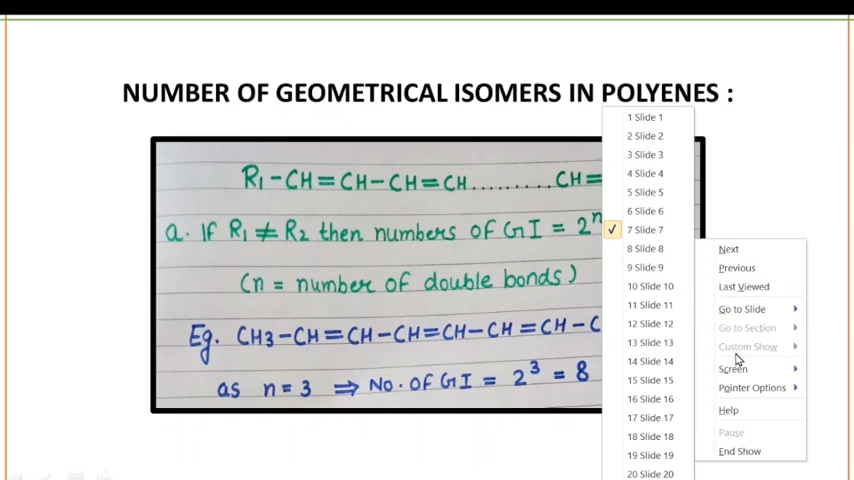 NUMBER OF GEOMETRICAL ISOMERS IN POLYENES :
R₁-CH=CH-CH=CH.........CH=
a. If R₁ ≠ R₂ then numbers of GI = 2ⁿ
(n = number of double bonds)
Eg. CH₃-CH=CH-CH=CH-CH=CH-C
as n = 3 ⇒ No. of GI = 2³ = 8
1 Slide 1
2 Slide 2
3 Slide 3
4 Slide 4
5 Slide 5
6 Slide 6
✓ 7 Slide 7
8 Slide 8
9 Slide 9
10 Slide 10
11 Slide 11
12 Slide 12
13 Slide 13
14 Slide 14
15 Slide 15
16 Slide 16
17 Slide 17
18 Slide 18
19 Slide 19
20 Slide 20
Next
Previous
Last Viewed
Go to Slide
Go to Section
Custom Show
Screen
Pointer Options
Help
Pause
End Show